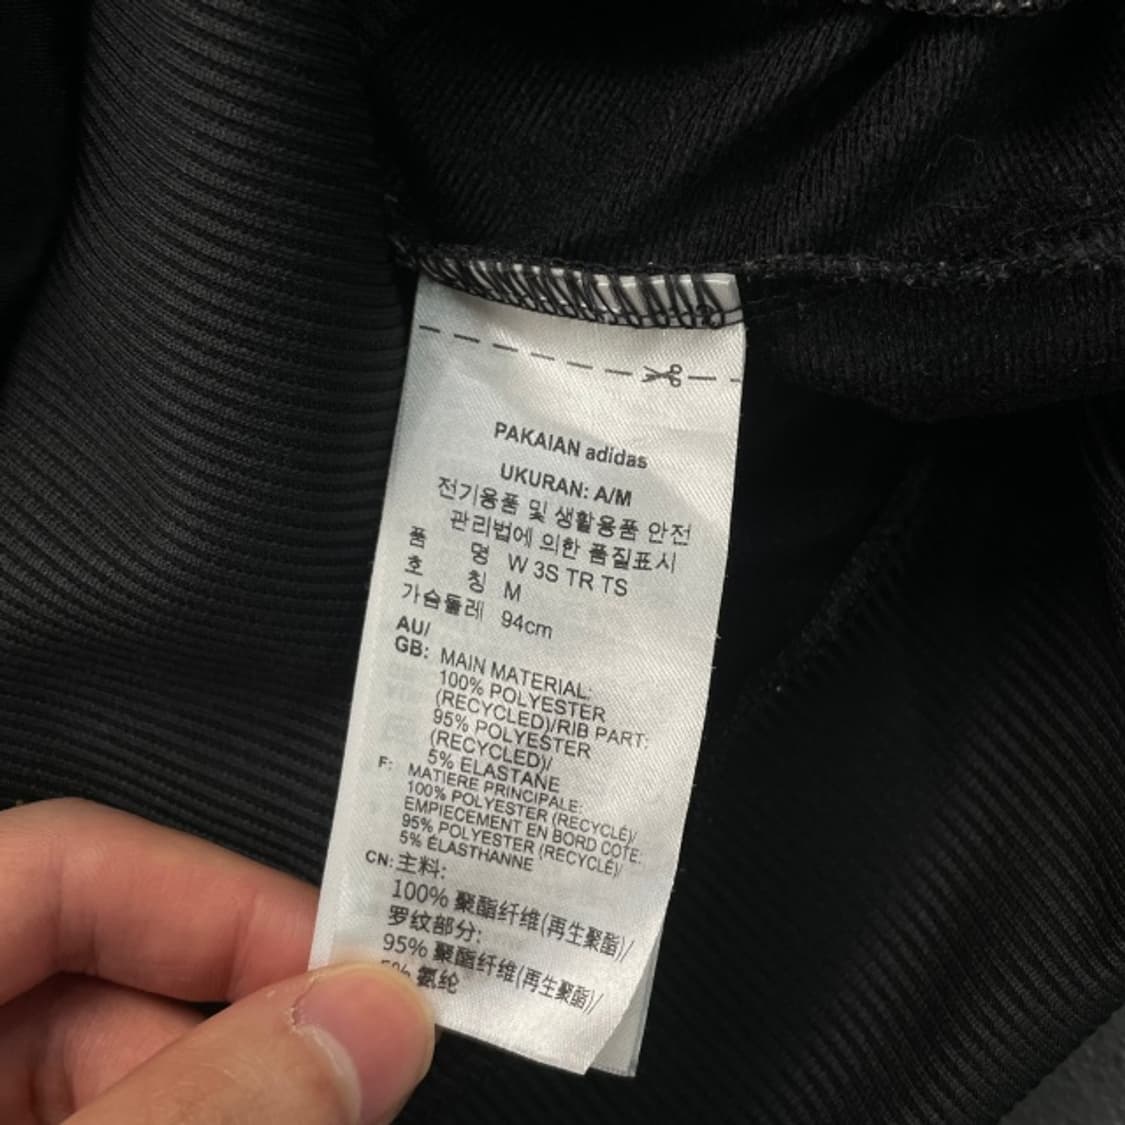 PAKAIAN adidas
UKURAN: A/M
전기용품 및 생활용품 안전
관리법에 의한 품질표시
품 명 W 3S TR TS
호 칭 M
가슴둘레 94cm
AU/
GB: MAIN MATERIAL:
100% POLYESTER
(RECYCLED)/RIB PART:
95% POLYESTER
(RECYCLED)/
5% ELASTANE
F: MATIERE PRINCIPALE:
100% POLYESTER (RECYCLÉ)/
EMPIECEMENT EN BORD COTE:
95% POLYESTER (RECYCLÉ)/
5% ÉLASTHANNE
CN: 主料:
100% 聚酯纤维(再生聚酯)/
罗纹部分:
95% 聚酯纤维(再生聚酯)/
5% 氨纶